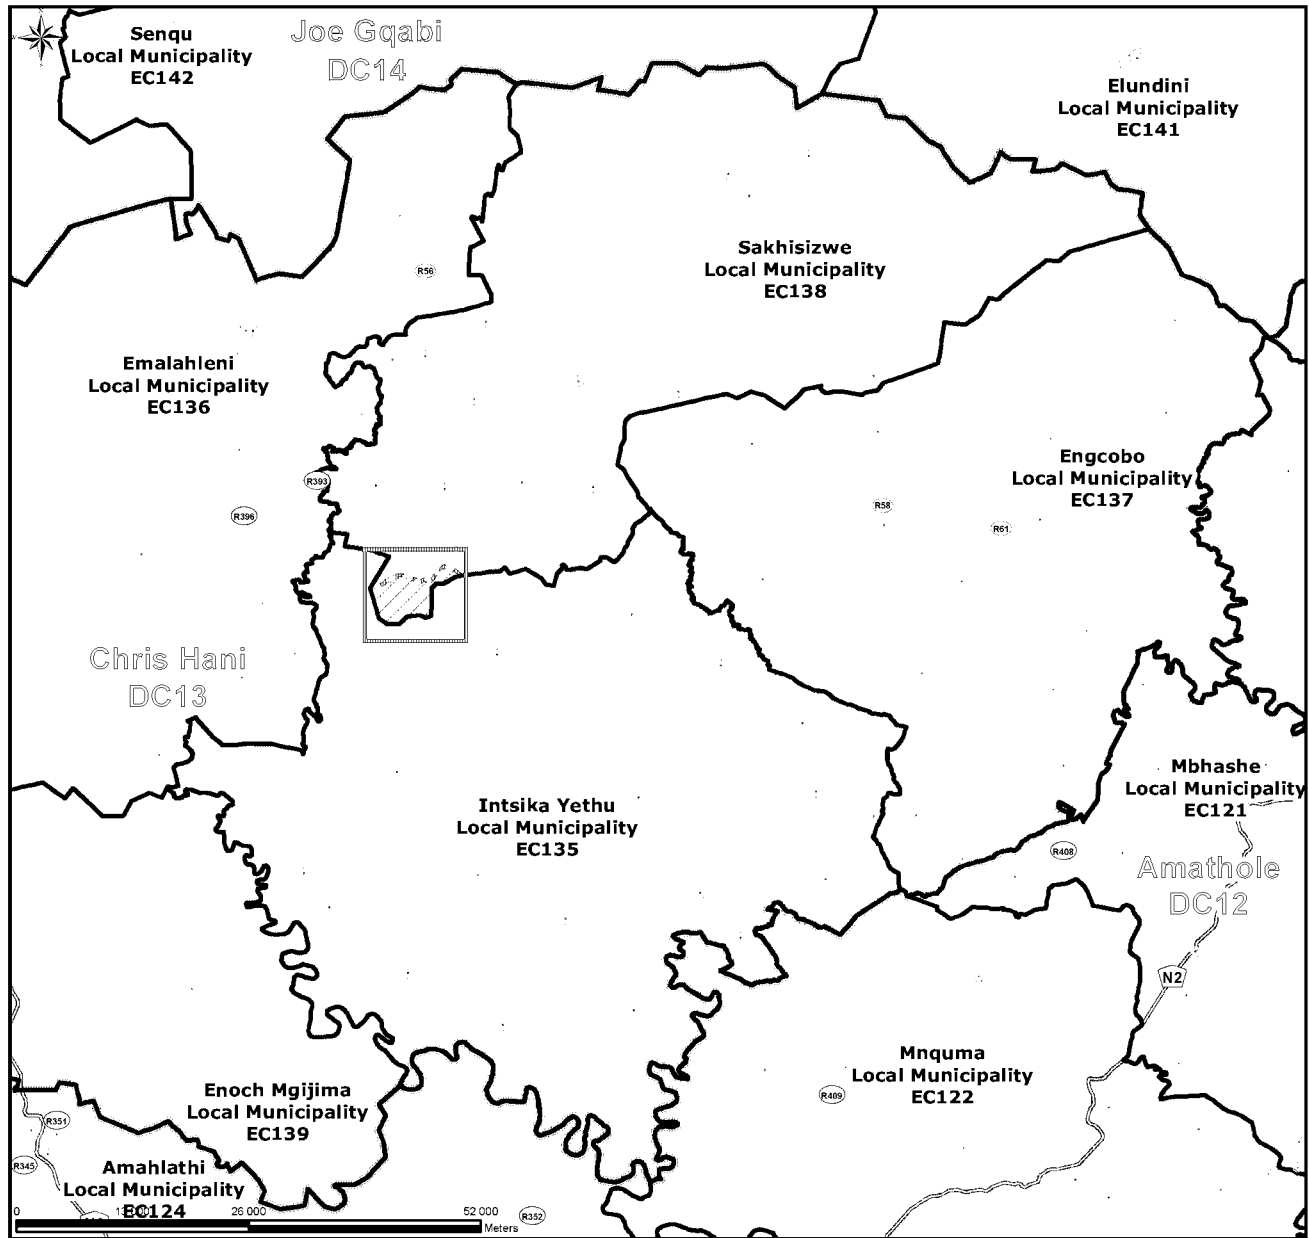 Senqu
Local Municipality
EC142
Joe Gqabi
DC14
Elundini
Local Municipality
EC141
Sakhisizwe
Local Municipality
EC138
R56
Emalahleni
Local Municipality
EC136
Engcobo
Local Municipality
EC137
R393
R396
R58
R61
Chris Hani
DC13
Mbhashe
Local Municipality
EC121
Intsika Yethu
Local Municipality
EC135
R408
Amathole
DC12
N2
Mnquma
Local Municipality
EC122
R409
Enoch Mgijima
Local Municipality
EC139
R351
R345
Amahlathi
Local Municipality
EC124
0 26 000 52 000
Meters
R352